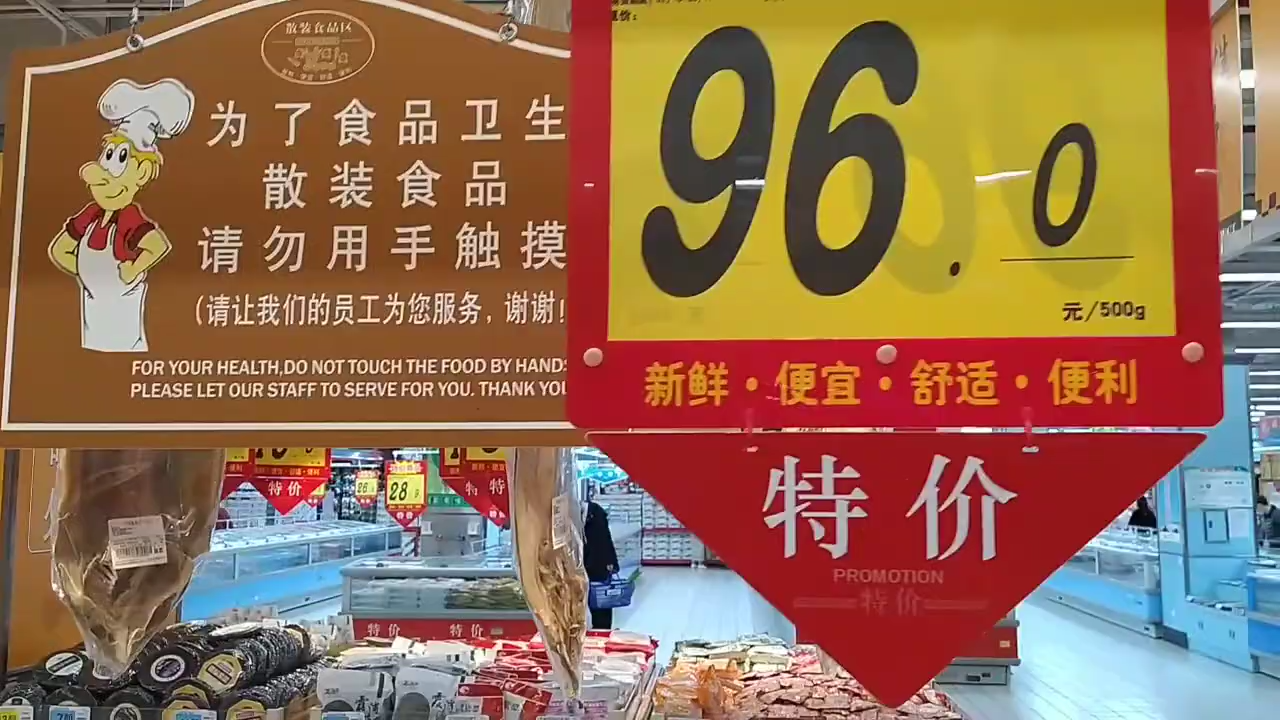 散装食品区
为了食品卫生
散装食品
请勿用手触摸
(请让我们的员工为您服务，谢谢!
FOR YOUR HEALTH,DO NOT TOUCH THE FOOD BY HANDS
PLEASE LET OUR STAFF TO SERVE FOR YOU. THANK YOU
96.0
元/500g
新鲜·便宜·舒适·便利
特价
PROMOTION
特价
特价
特
28
特价
特价